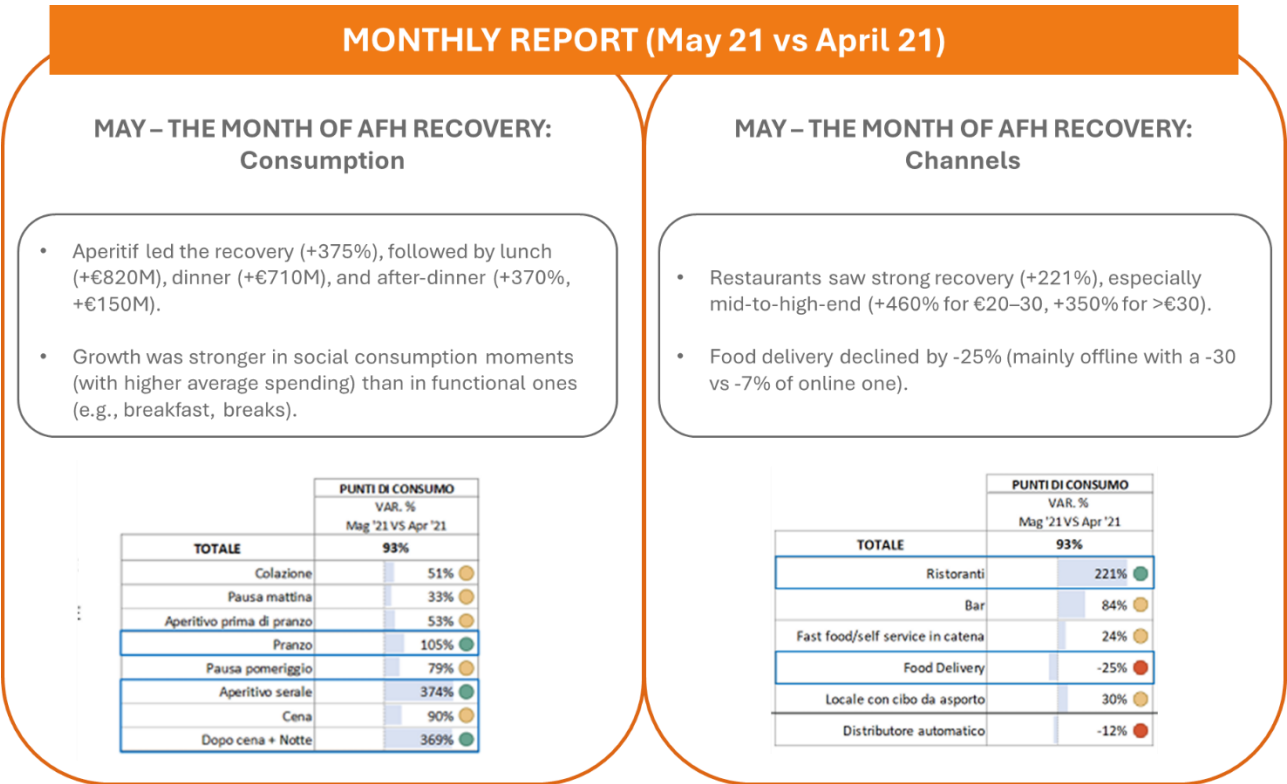 MONTHLY REPORT (May 21 vs April 21)
MAY – THE MONTH OF AFH RECOVERY:
Consumption
• Aperitif led the recovery (+375%), followed by lunch
(+€820M), dinner (+€710M), and after-dinner (+370%,
+€150M).
• Growth was stronger in social consumption moments
(with higher average spending) than in functional ones
(e.g., breakfast, breaks).
PUNTI DI CONSUMO
VAR. %
Mag '21 VS Apr '21
TOTALE 93%
Colazione 51%
Pausa mattina 33%
Aperitivo prima di pranzo 53%
Pranzo 105%
Pausa pomeriggio 79%
Aperitivo serale 374%
Cena 90%
Dopo cena + Notte 369%
MAY – THE MONTH OF AFH RECOVERY:
Channels
• Restaurants saw strong recovery (+221%), especially
mid-to-high-end (+460% for €20–30, +350% for >€30).
• Food delivery declined by -25% (mainly offline with a -30
vs -7% of online one).
PUNTI DI CONSUMO
VAR. %
Mag '21 VS Apr '21
TOTALE 93%
Ristoranti 221%
Bar 84%
Fast food/self service in catena 24%
Food Delivery -25%
Locale con cibo da asporto 30%
Distributore automatico -12%